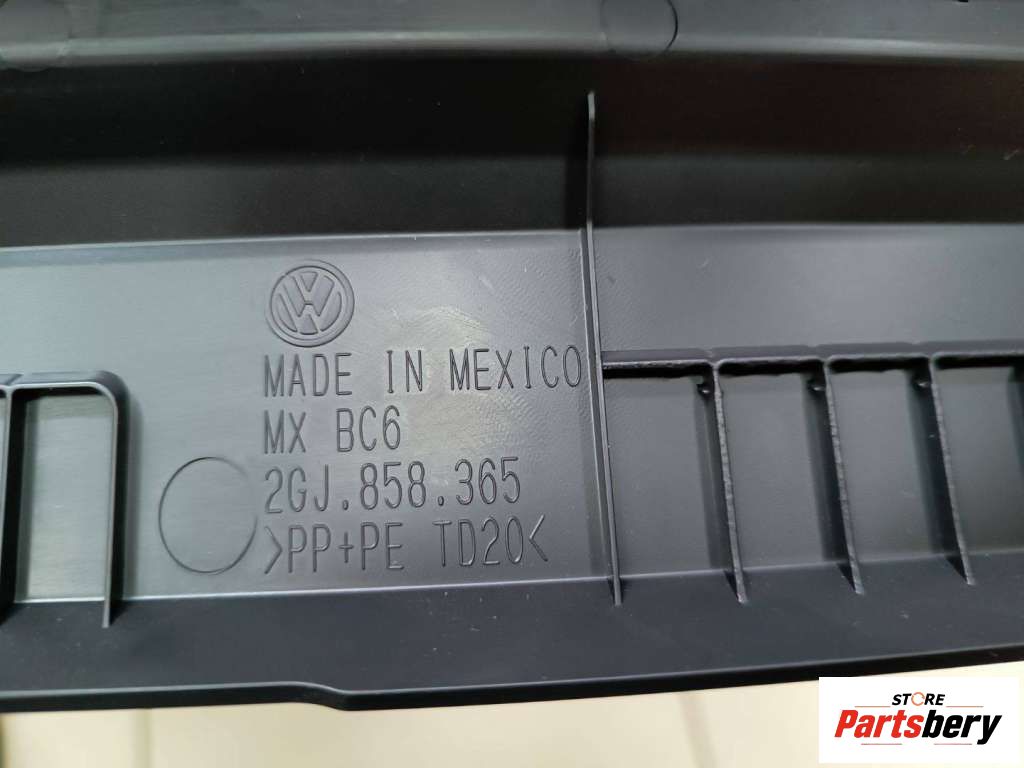 MADE IN MEXICO
MX BC6
2GJ.858.365
>PP+PE TD20<
STORE
Partsbery